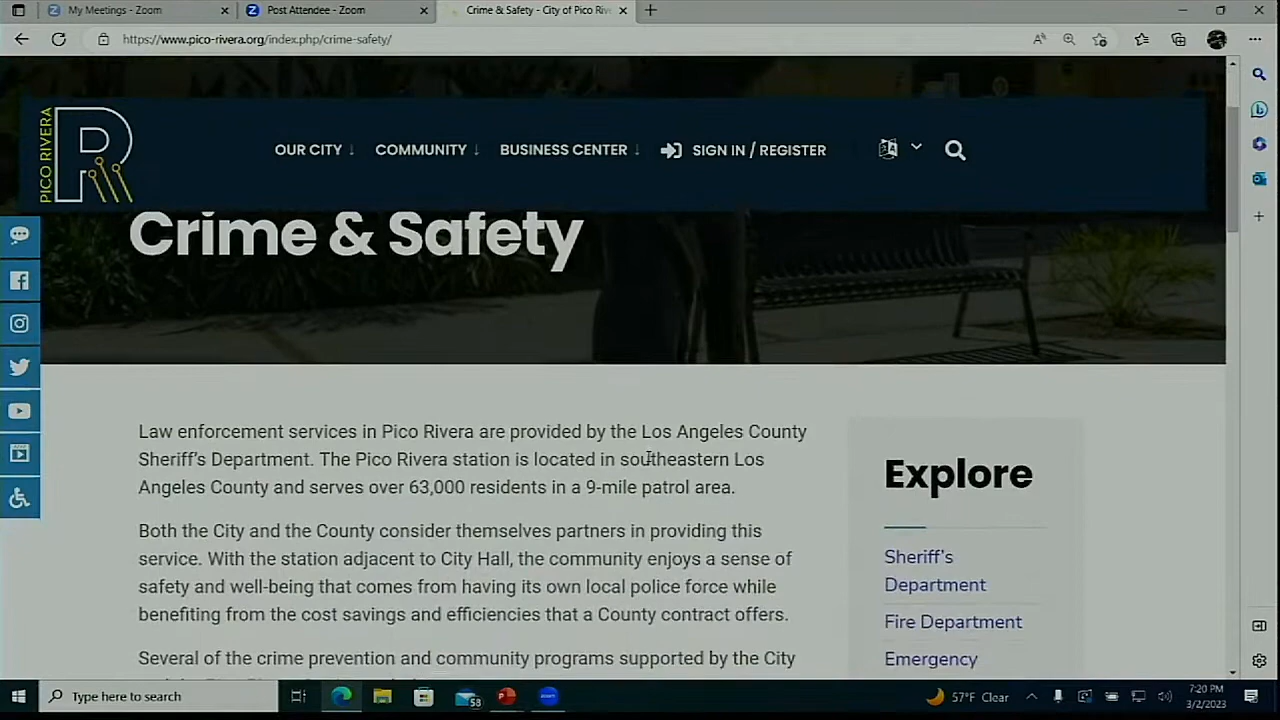 My Meetings - Zoom
Post Attendee - Zoom
Crime & Safety - City of Pico Rive
https://www.pico-rivera.org/index.php/crime-safety/
PICO RIVERA
OUR CITY ↓
COMMUNITY ↓
BUSINESS CENTER ↓
SIGN IN / REGISTER
Crime & Safety
Law enforcement services in Pico Rivera are provided by the Los Angeles County
Sheriff's Department. The Pico Rivera station is located in southeastern Los
Angeles County and serves over 63,000 residents in a 9-mile patrol area.
Both the City and the County consider themselves partners in providing this
service. With the station adjacent to City Hall, the community enjoys a sense of
safety and well-being that comes from having its own local police force while
benefiting from the cost savings and efficiencies that a County contract offers.
Several of the crime prevention and community programs supported by the City
Explore
Sheriff's
Department
Fire Department
Emergency
Type here to search
58
57°F Clear
7:20 PM
3/2/2023